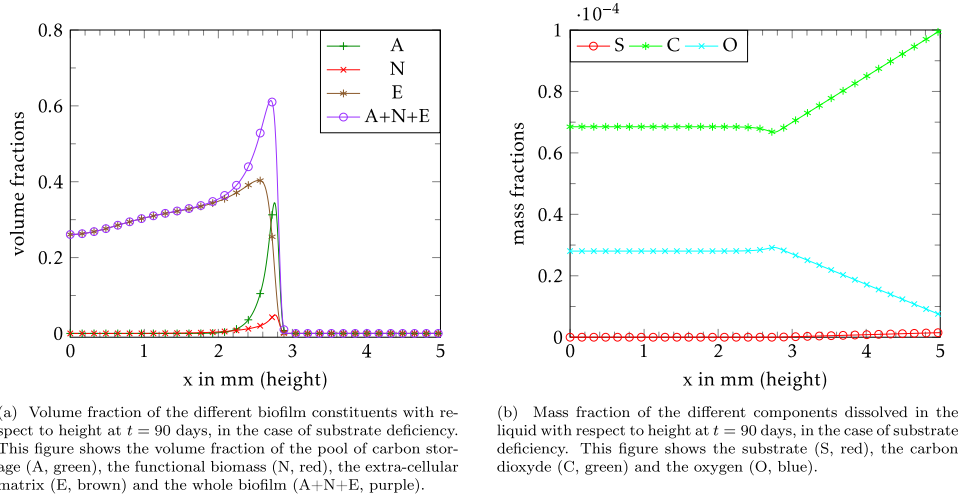 0.8
0.6
0.4
0.2
0
0
1
2
3
4
5
volume fractions
x in mm (height)
A
N
E
A+N+E
(a) Volume fraction of the different biofilm constituents with re-
spect to height at t = 90 days, in the case of substrate deficiency.
This figure shows the volume fraction of the pool of carbon stor-
age (A, green), the functional biomass (N, red), the extra-cellular
matrix (E, brown) and the whole biofilm (A+N+E, purple).
·10⁻⁴
1
0.8
0.6
0.4
0.2
0
0
1
2
3
4
5
mass fractions
x in mm (height)
S C O
(b) Mass fraction of the different components dissolved in the
liquid with respect to height at t = 90 days, in the case of substrate
deficiency. This figure shows the substrate (S, red), the carbon
dioxyde (C, green) and the oxygen (O, blue).